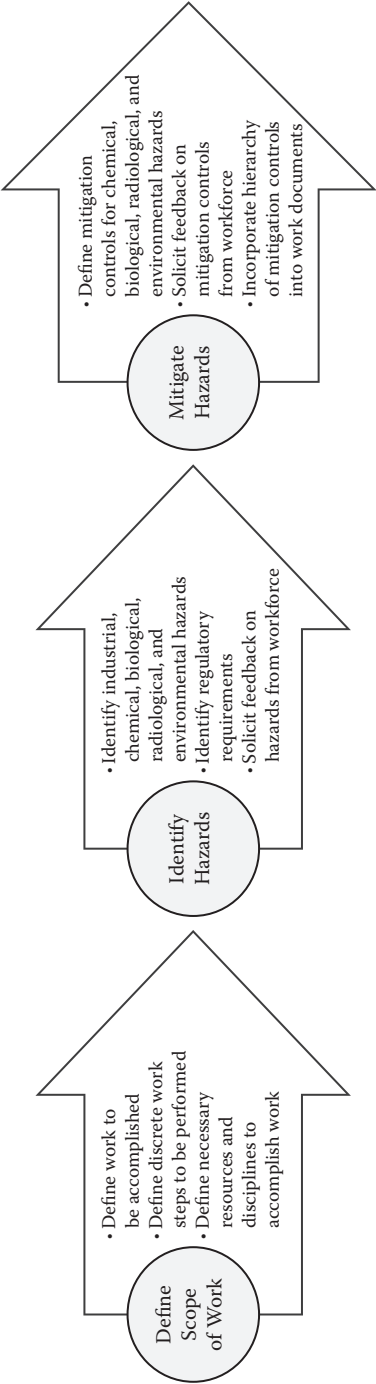 Define
Scope
of Work
• Define work to
be accomplished
• Define discrete work
steps to be performed
• Define necessary
resources and
disciplines to
accomplish work
Identify
Hazards
• Identify industrial,
chemical, biological,
radiological, and
environmental hazards
• Identify regulatory
requirements
• Solicit feedback on
hazards from workforce
Mitigate
Hazards
• Define mitigation
controls for chemical,
biological, radiological, and
environmental hazards
• Solicit feedback on
mitigation controls
from workforce
• Incorporate hierarchy
of mitigation controls
into work documents